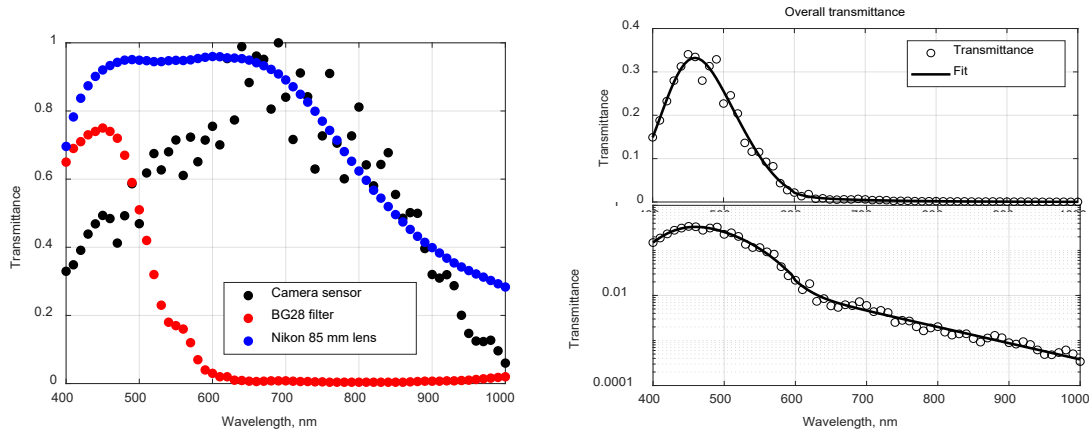 1
0.8
0.6
0.4
0.2
0
400 500 600 700 800 900 1000
Wavelength, nm
Transmittance
Camera sensor
BG28 filter
Nikon 85 mm lens
Overall transmittance
0.4
0.3
0.2
0.1
0
Transmittance
Transmittance
Fit
0.01
0.0001
Transmittance
400 500 600 700 800 900 1000
Wavelength, nm